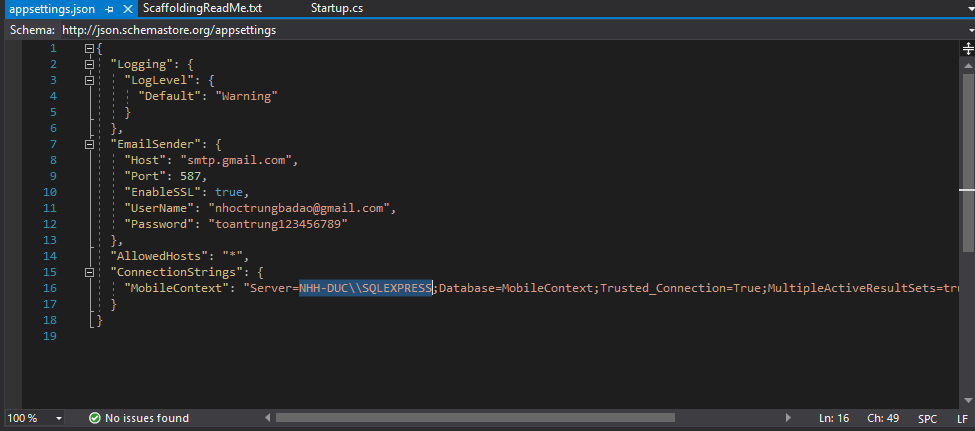 appsettings.json ScaffoldingReadMe.txt Startup.cs
Schema: http://json.schemastore.org/appsettings
1 {
2 "Logging": {
3 "LogLevel": {
4 "Default": "Warning"
5 }
6 },
7 "EmailSender": {
8 "Host": "smtp.gmail.com",
9 "Port": 587,
10 "EnableSSL": true,
11 "UserName": "nhoctrungbadao@gmail.com",
12 "Password": "toantrung123456789"
13 },
14 "AllowedHosts": "*",
15 "ConnectionStrings": {
16 "MobileContext": "Server=NHH-DUC\\SQLEXPRESS;Database=MobileContext;Trusted_Connection=True;MultipleActiveResultSets=tru
17 }
18 }
19
100 % No issues found Ln: 16 Ch: 49 SPC LF